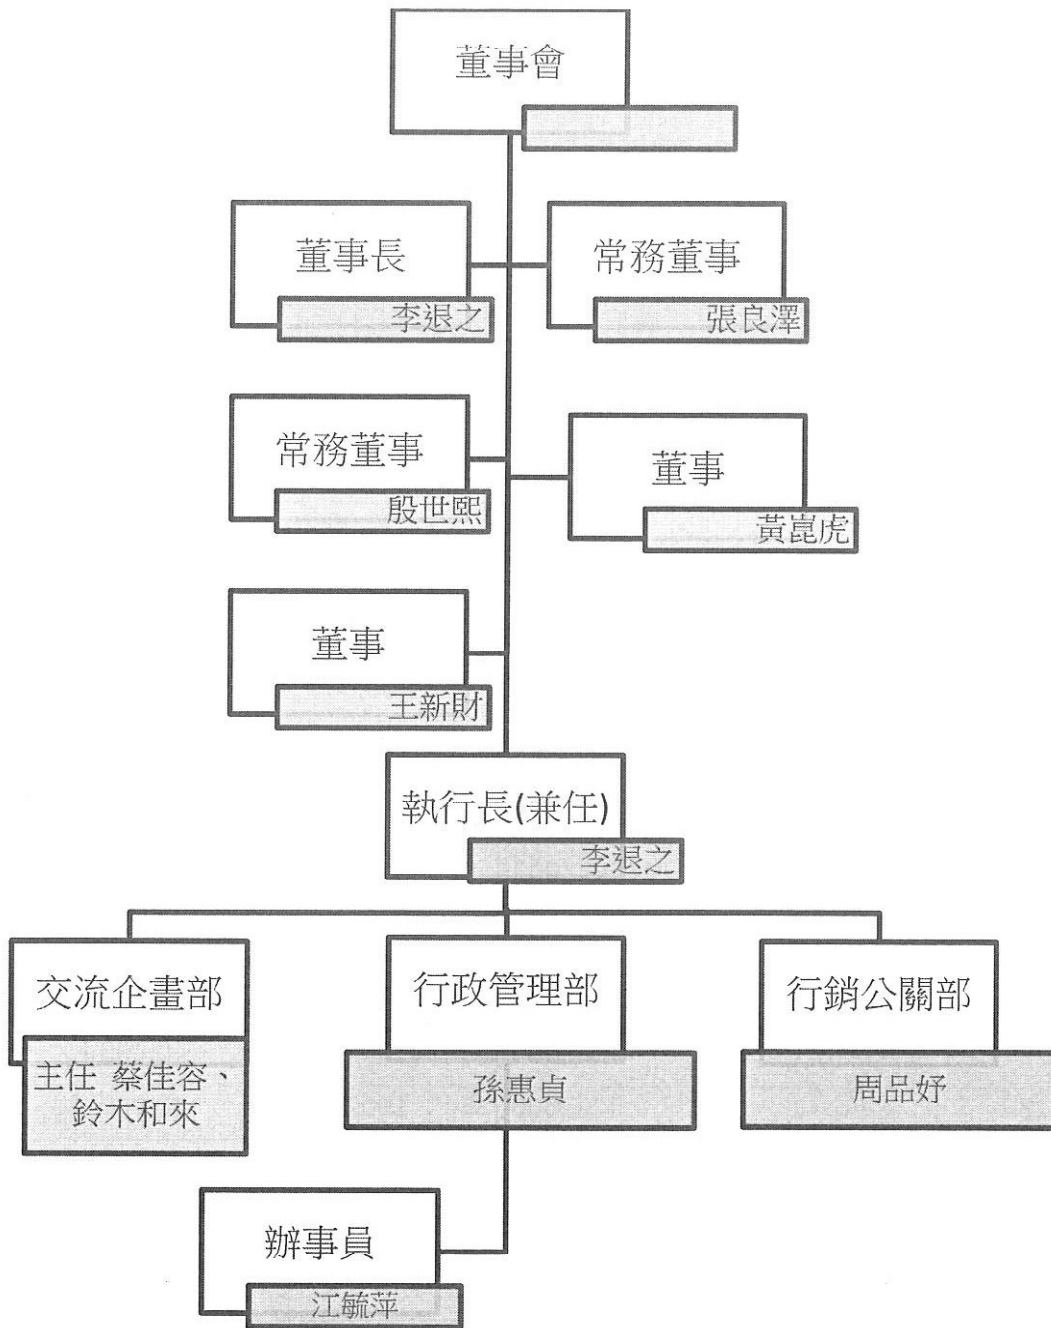 董事會
董事長
李退之
常務董事
張良澤
常務董事
殷世熙
董事
黃崑虎
董事
王新財
執行長(兼任)
李退之
交流企畫部
主任 蔡佳容、
鈴木和來
行政管理部
孫惠貞
行銷公關部
周品妤
辦事員
江毓萍